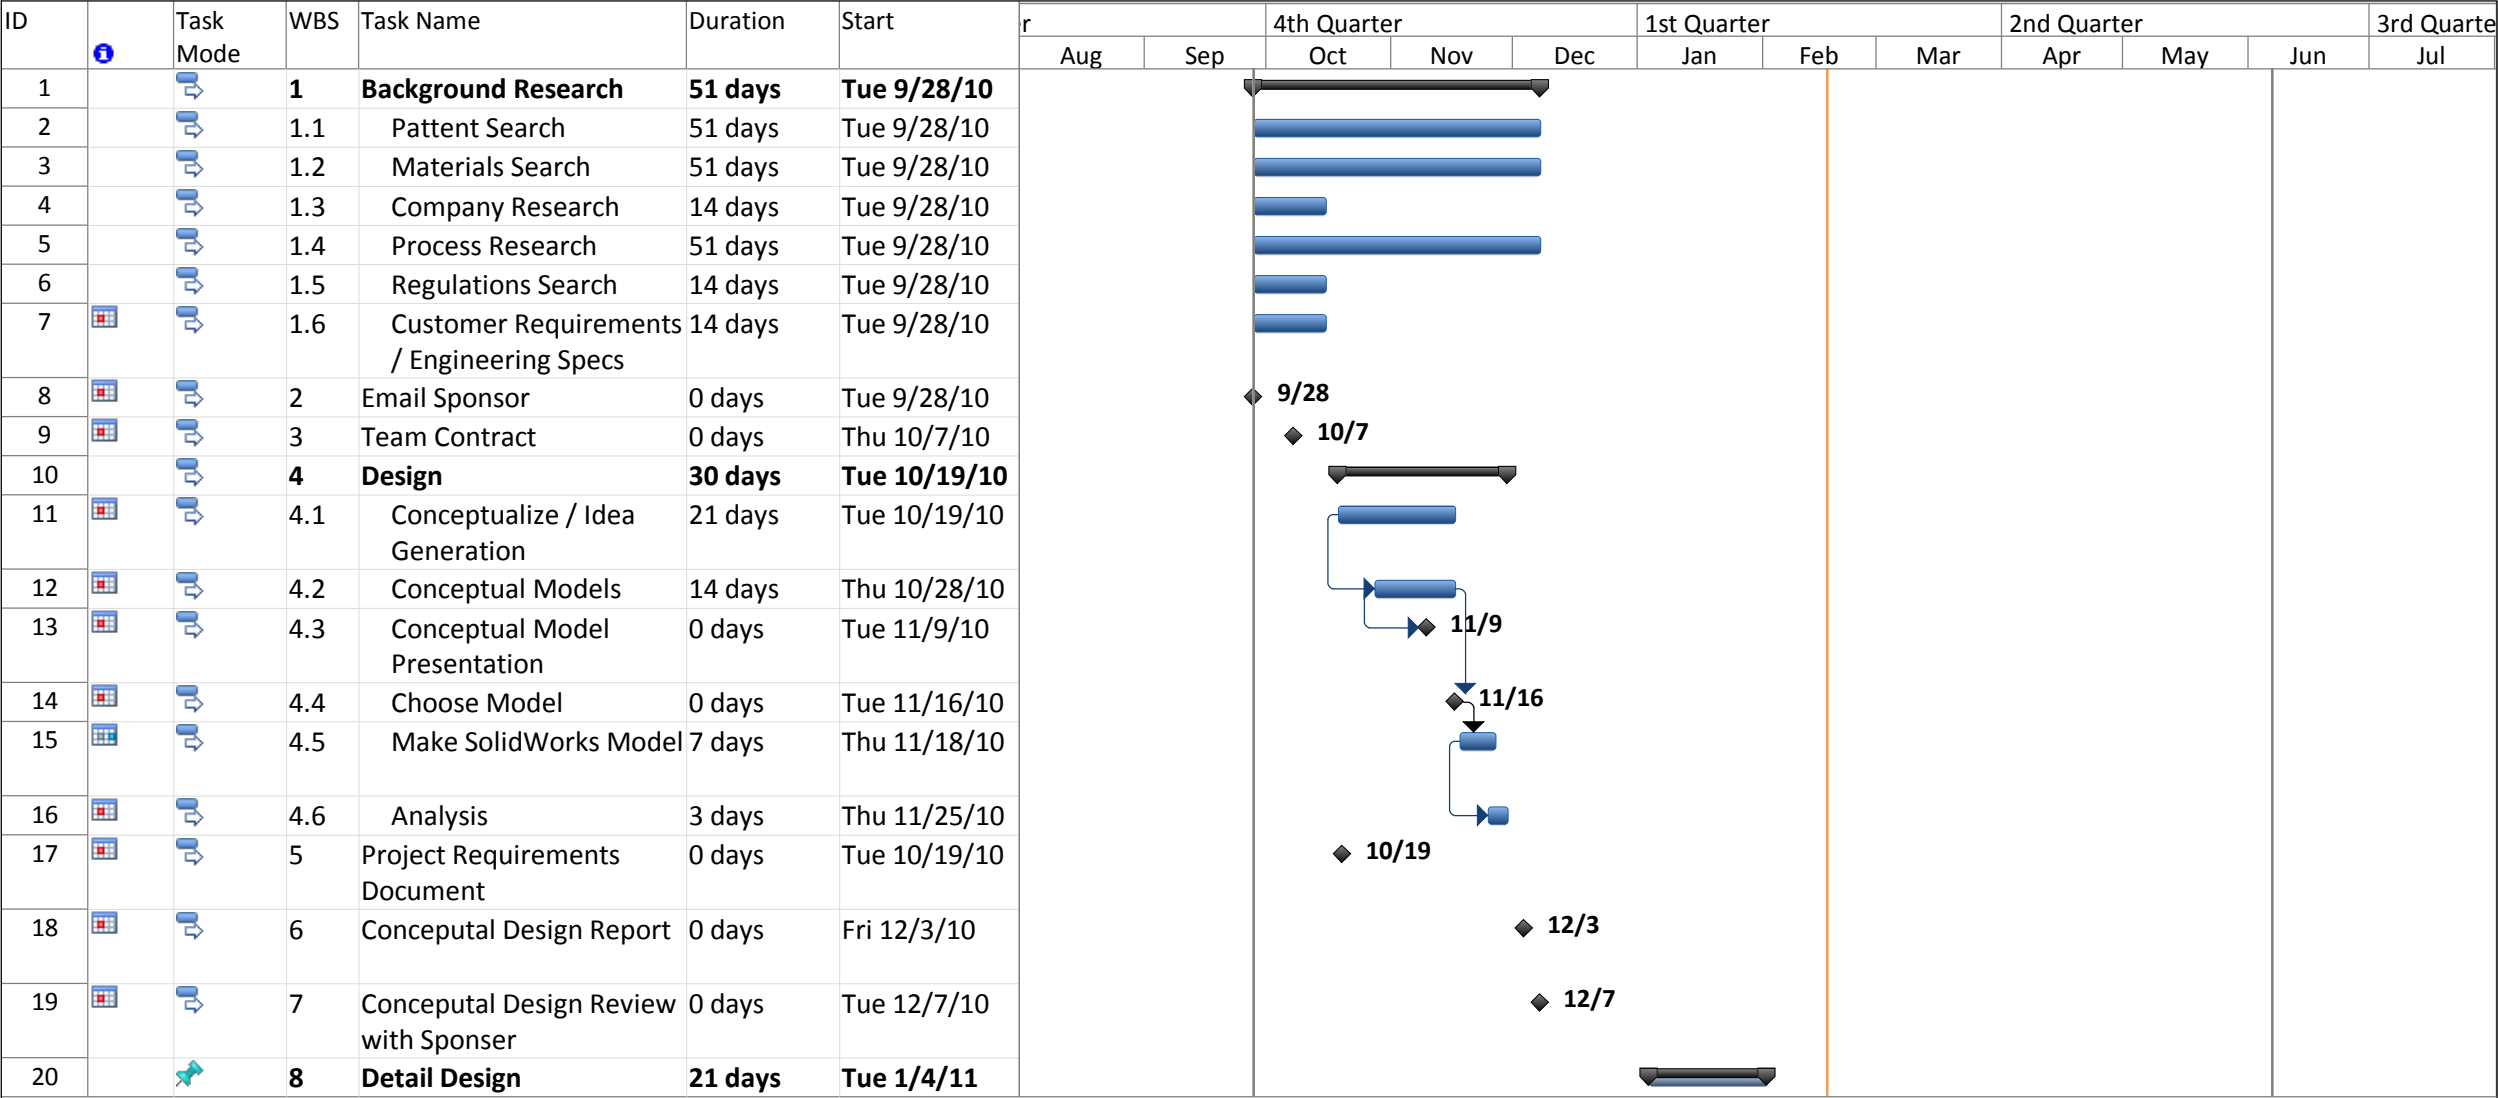 ID Task Mode WBS Task Name Duration Start
r 4th Quarter 1st Quarter 2nd Quarter 3rd Quarte
Aug Sep Oct Nov Dec Jan Feb Mar Apr May Jun Jul
1 1 Background Research 51 days Tue 9/28/10
2 1.1 Pattent Search 51 days Tue 9/28/10
3 1.2 Materials Search 51 days Tue 9/28/10
4 1.3 Company Research 14 days Tue 9/28/10
5 1.4 Process Research 51 days Tue 9/28/10
6 1.5 Regulations Search 14 days Tue 9/28/10
7 1.6 Customer Requirements 14 days Tue 9/28/10
/ Engineering Specs
8 2 Email Sponsor 0 days Tue 9/28/10 9/28
9 3 Team Contract 0 days Thu 10/7/10 10/7
10 4 Design 30 days Tue 10/19/10
11 4.1 Conceptualize / Idea 21 days Tue 10/19/10
Generation
12 4.2 Conceptual Models 14 days Thu 10/28/10
13 4.3 Conceptual Model 0 days Tue 11/9/10 11/9
Presentation
14 4.4 Choose Model 0 days Tue 11/16/10 11/16
15 4.5 Make SolidWorks Model 7 days Thu 11/18/10
16 4.6 Analysis 3 days Thu 11/25/10
17 5 Project Requirements 0 days Tue 10/19/10 10/19
Document
18 6 Conceputal Design Report 0 days Fri 12/3/10 12/3
19 7 Conceputal Design Review 0 days Tue 12/7/10 12/7
with Sponser
20 8 Detail Design 21 days Tue 1/4/11